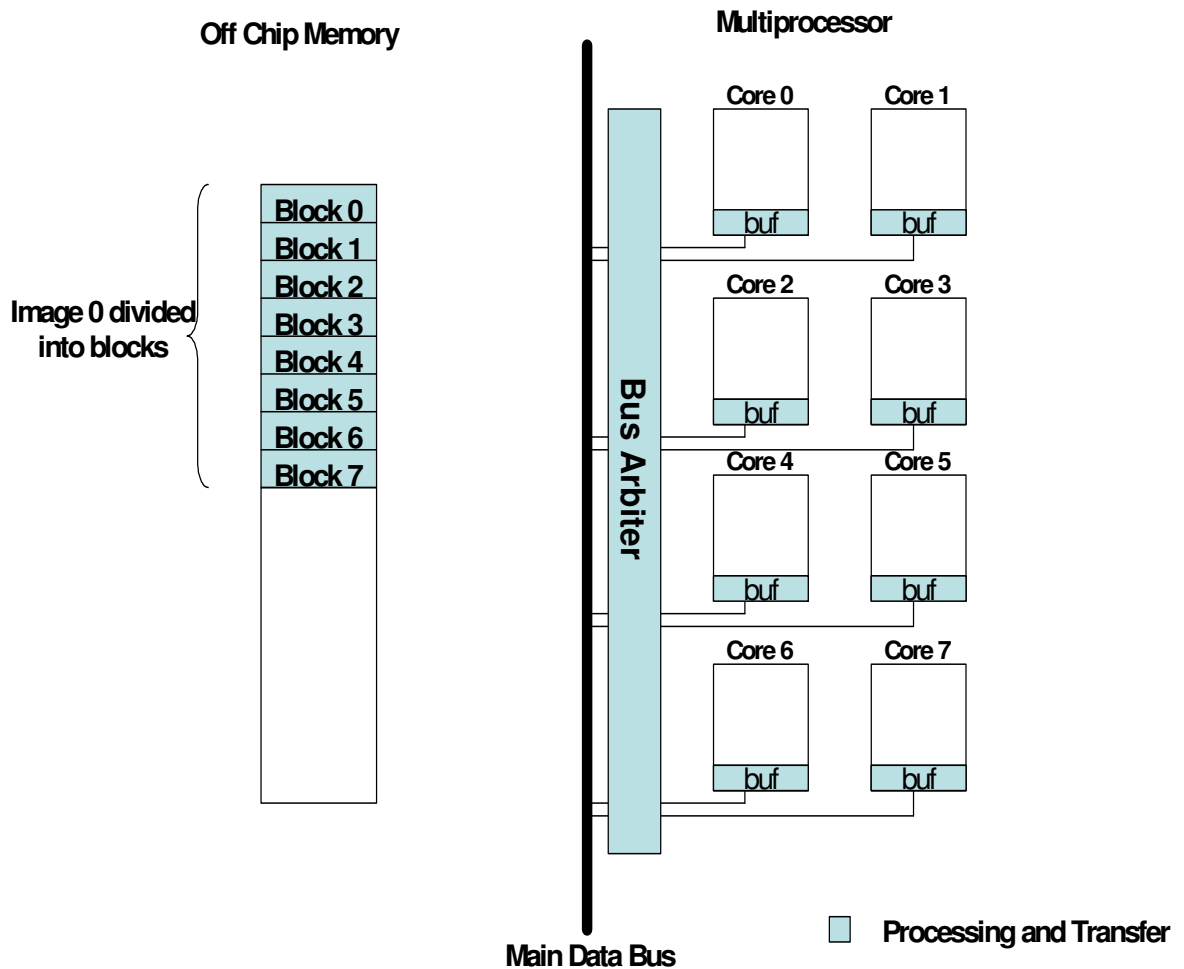 Off Chip Memory
Multiprocessor
Image 0 divided
into blocks
Block 0
Block 1
Block 2
Block 3
Block 4
Block 5
Block 6
Block 7
Bus Arbiter
Core 0
Core 1
buf
buf
Core 2
Core 3
buf
buf
Core 4
Core 5
buf
buf
Core 6
Core 7
buf
buf
Main Data Bus
Processing and Transfer